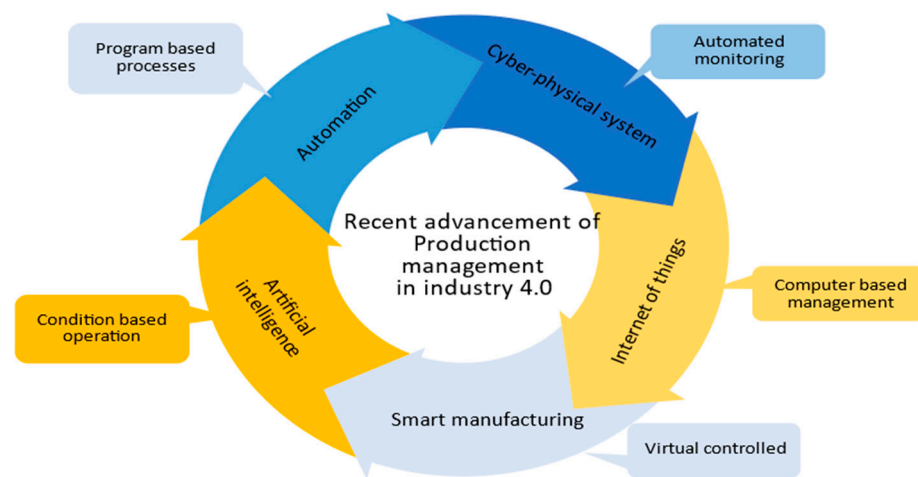 Program based
processes
Automated
monitoring
Automation
Cyber-physical system
Recent advancement of
Production
management
in industry 4.0
Internet of things
Computer based
management
Artificial
intelligence
Condition based
operation
Smart manufacturing
Virtual controlled